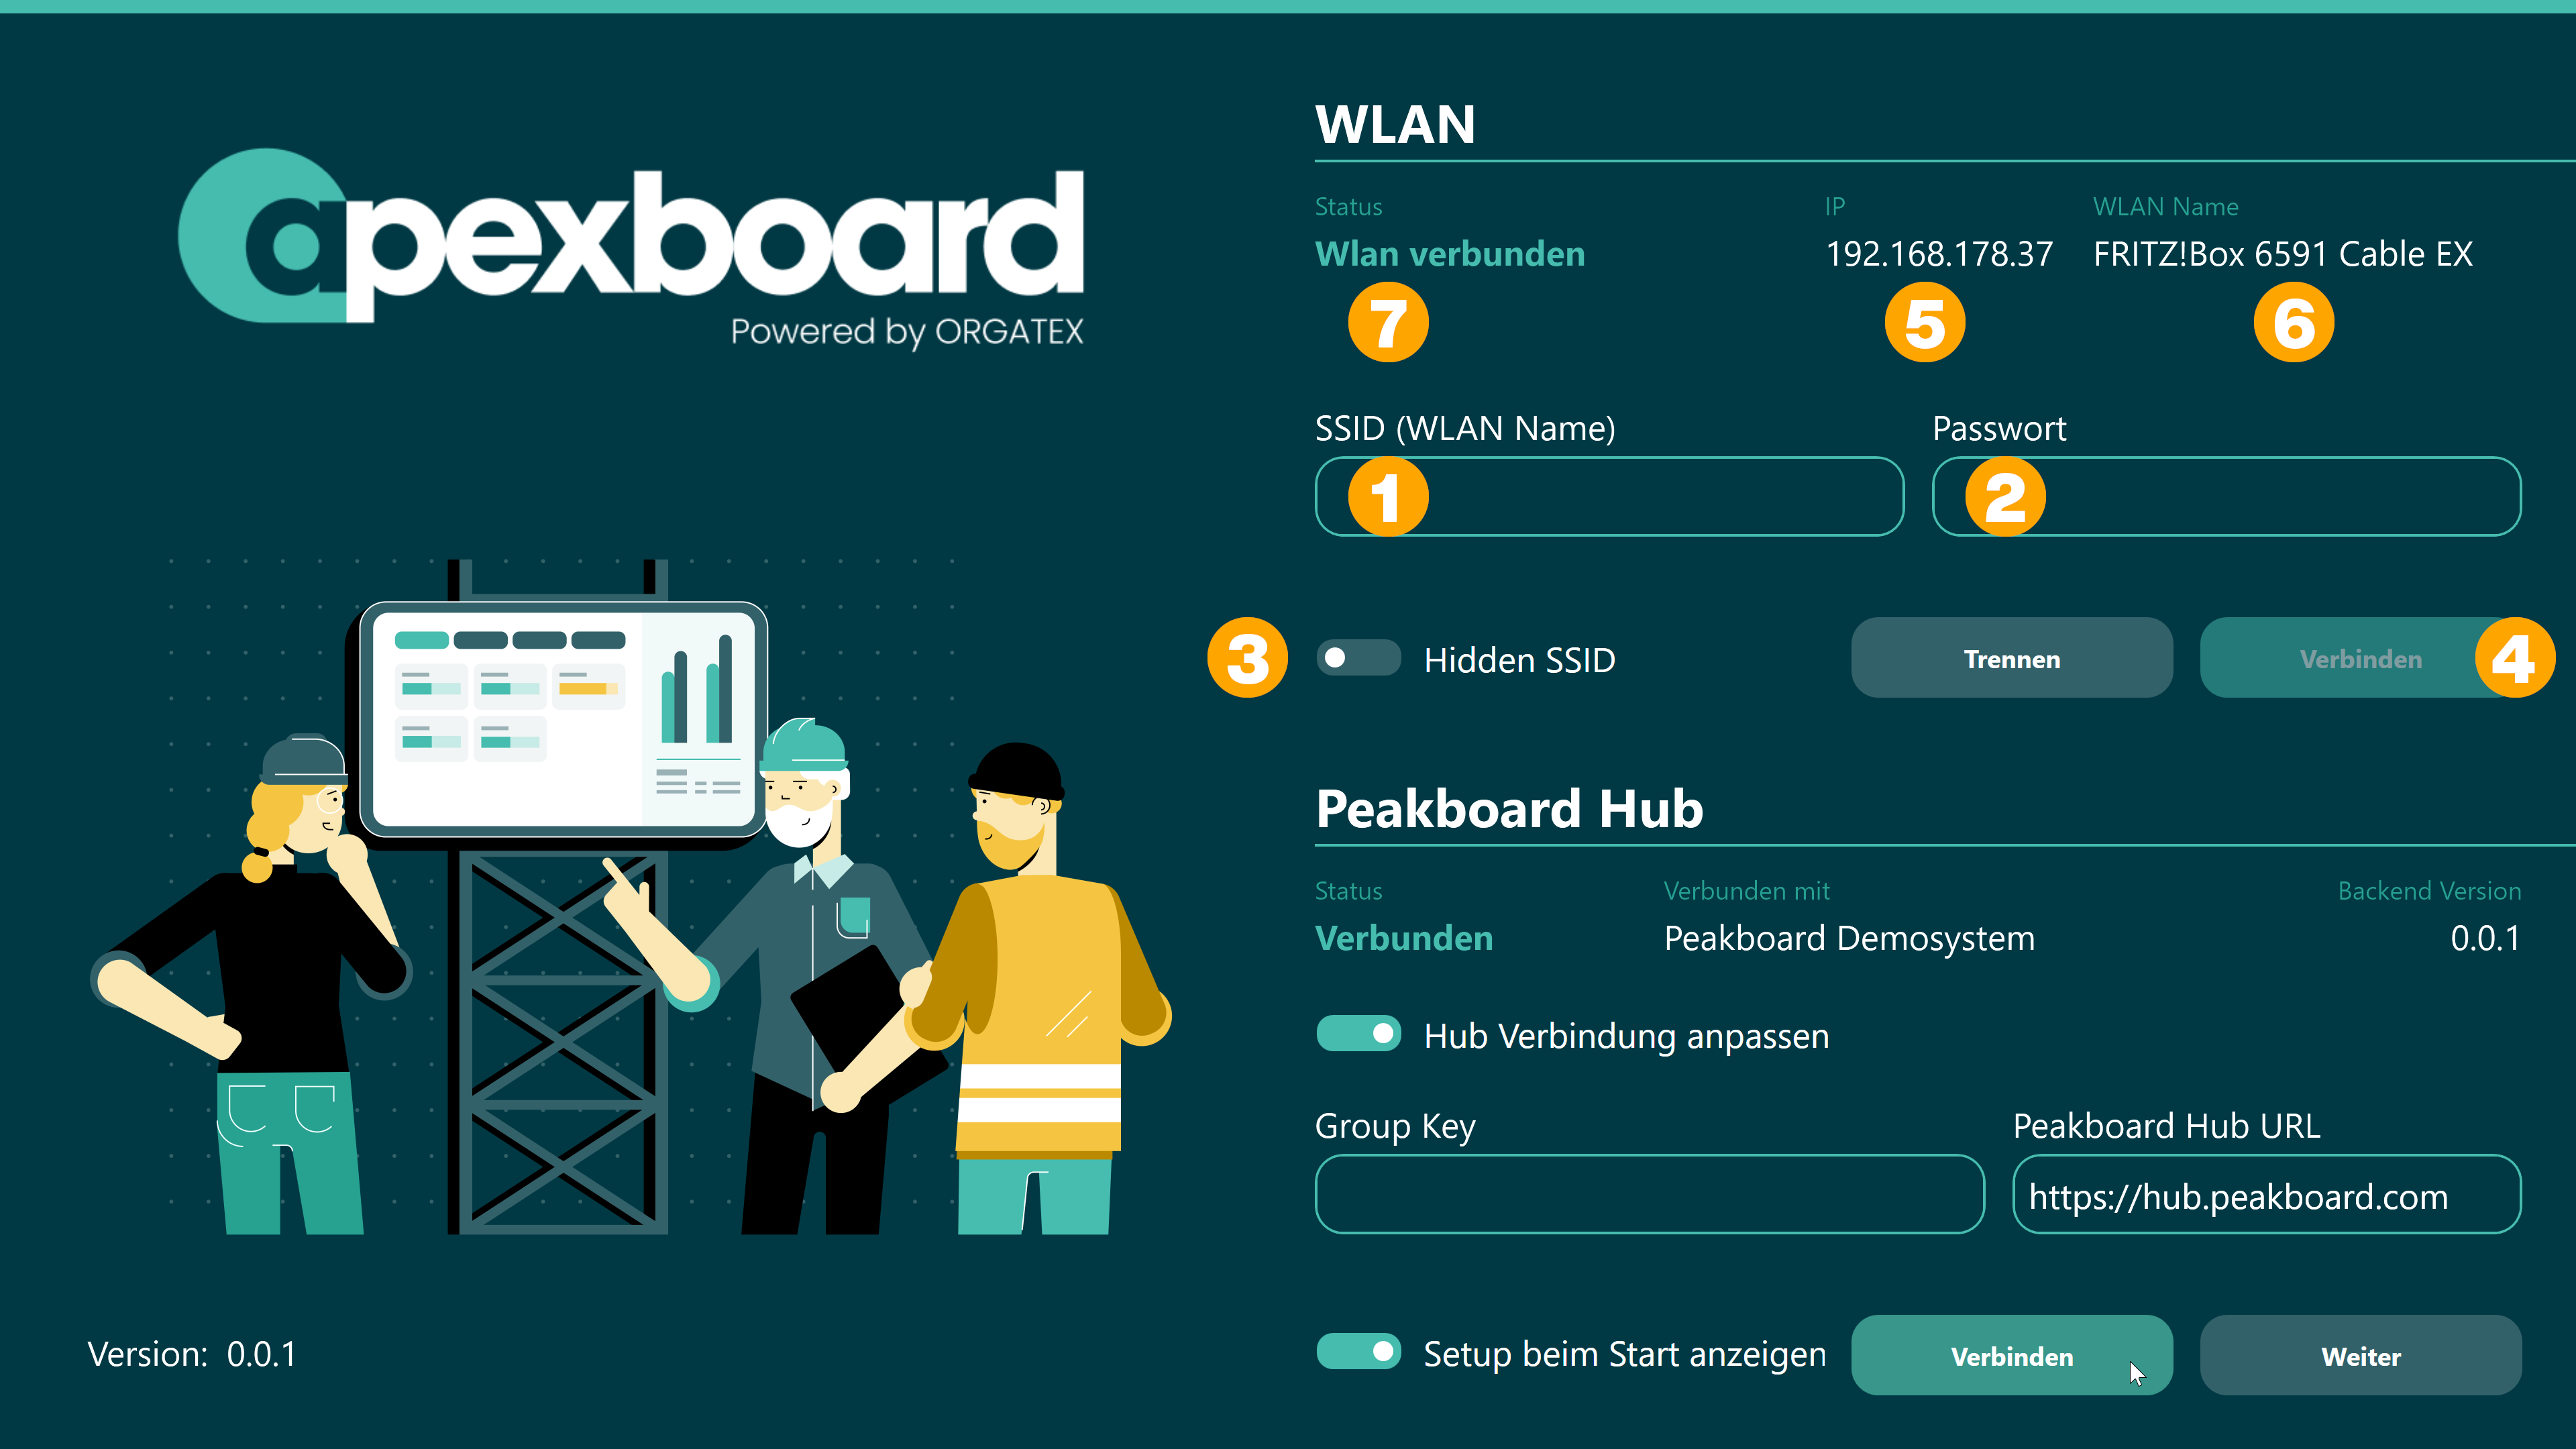 apexboard
Powered by ORGATEX
WLAN
Status IP WLAN Name
Wlan verbunden 192.168.178.37 FRITZ!Box 6591 Cable EX
7 5 6
SSID (WLAN Name) Passwort
1 2
3 Hidden SSID Trennen Verbinden 4
Peakboard Hub
Status Verbunden mit Backend Version
Verbunden Peakboard Demosystem 0.0.1
Hub Verbindung anpassen
Group Key Peakboard Hub URL
https://hub.peakboard.com
Setup beim Start anzeigen Verbinden Weiter
Version: 0.0.1